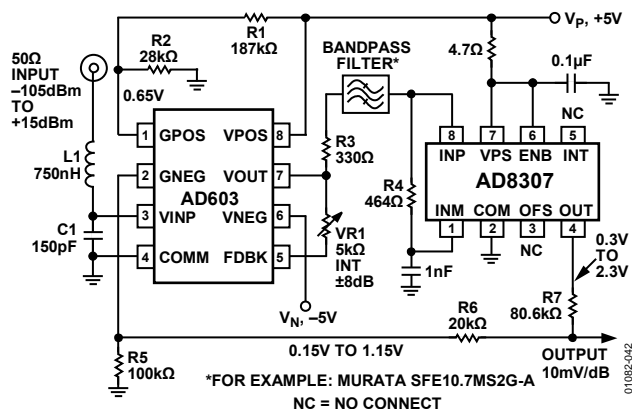 50Ω
INPUT
–105dBm
TO
+15dBm
R2
28kΩ
R1
187kΩ
VP, +5V
4.7Ω
0.1µF
BANDPASS
FILTER*
0.65V
NC
1 GPOS VPOS 8
2 GNEG VOUT 7
AD603
3 VINP VNEG 6
4 COMM FDBK 5
L1
750nH
C1
150pF
R3
330Ω
VR1
5kΩ
INT
±8dB
VN, –5V
R4
464Ω
8 7 6 5
INP VPS ENB INT
AD8307
INM COM OFS OUT
1 2 3 4
NC
1nF
0.3V
TO
2.3V
R7
80.6kΩ
R6
20kΩ
R5
100kΩ
0.15V TO 1.15V
OUTPUT
10mV/dB
*FOR EXAMPLE: MURATA SFE10.7MS2G-A
NC = NO CONNECT
01082-042